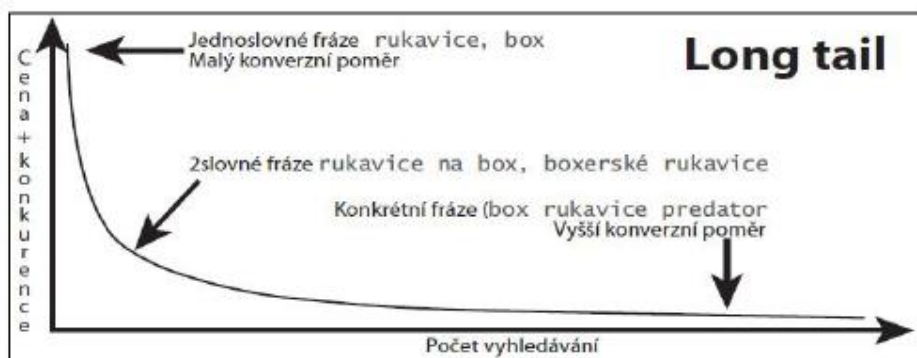 Jednoslovné fráze rukavice, box
Malý konverzní poměr
Long tail
Cena + konkurence
2slovné fráze rukavice na box, boxerské rukavice
Konkrétní fráze (box rukavice predator
Vyšší konverzní poměr
Počet vyhledávání